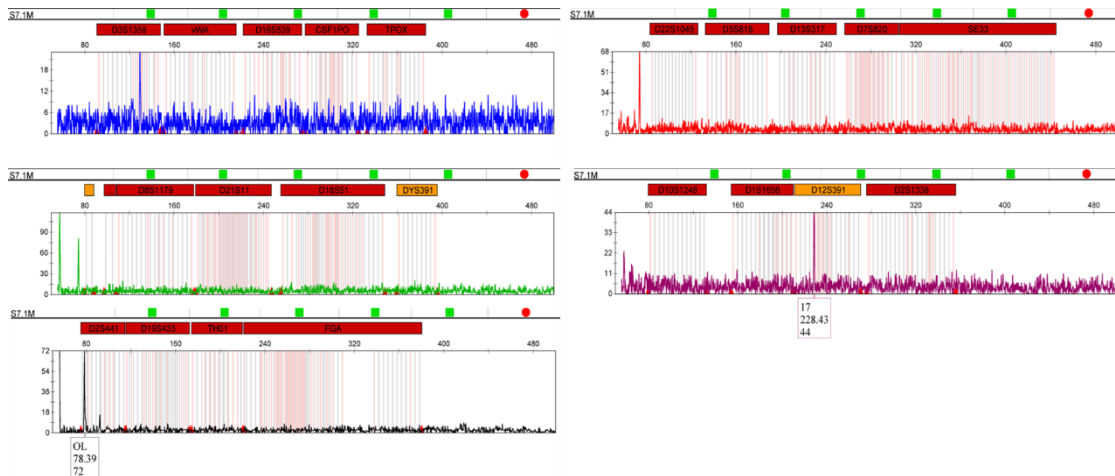 S7.1M
D3S1358 vWA D16S539 CSF1PO TPOX
80 160 240 320 400 480
18
12
6
0
S7.1M
D8S1179 D21S11 D18S51 DYS391
80 160 240 320 400 480
90
60
30
0
S7.1M
D2S441 D19S433 TH01 FGA
80 160 240 320 400 480
72
54
36
18
0
OL
78.39
72
S7.1M
D22S1045 D5S818 D13S317 D7S820 SE33
80 160 240 320 400 480
68
51
34
17
0
S7.1M
D10S1248 D1S1656 D12S391 D2S1338
80 160 240 320 400 480
44
33
22
11
0
17
228.43
44